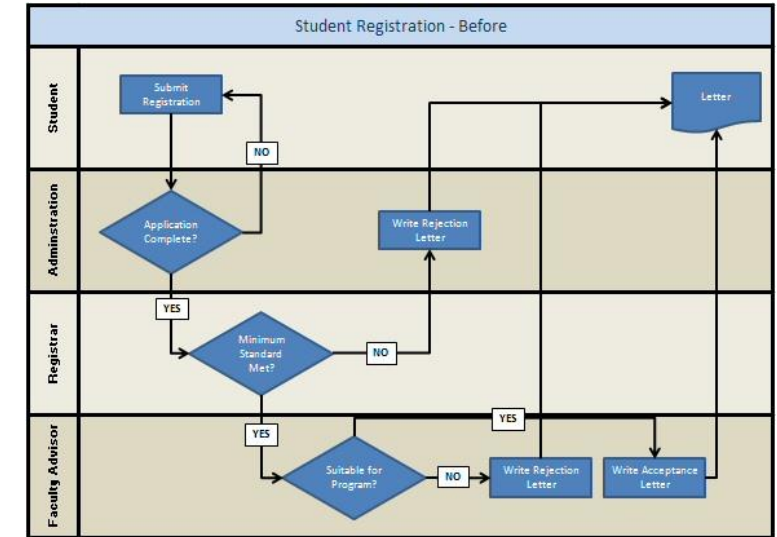 Student Registration - Before
Student
Submit
Registration
Letter
NO
Adminstration
Application
Complete?
Write Rejection
Letter
YES
Registrar
Minimum
Standard
Met?
NO
YES
YES
Faculty Advisor
Suitable for
Program?
NO
Write Rejection
Letter
Write Acceptance
Letter